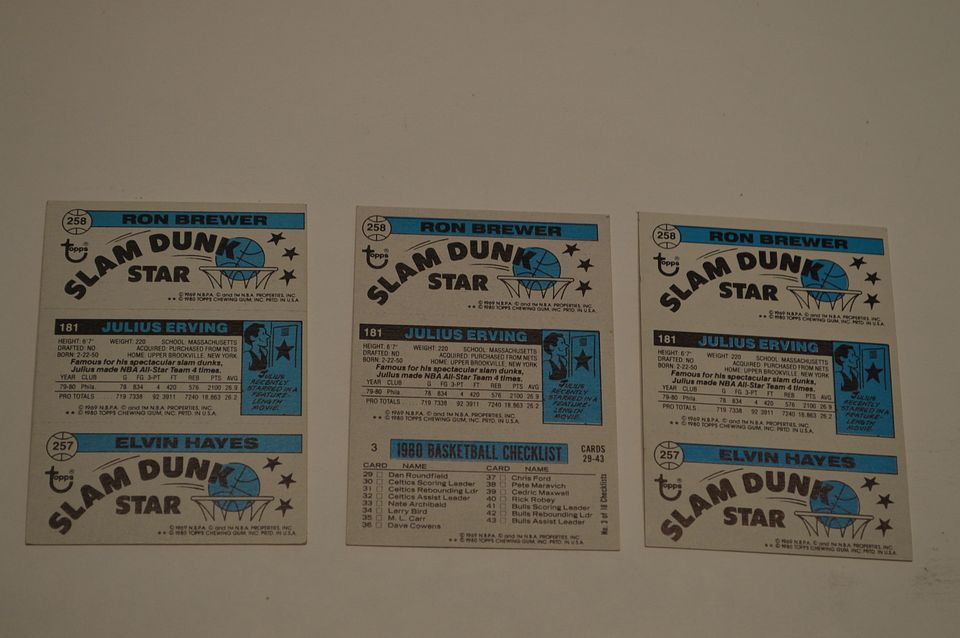 258 RON BREWER
topps®
SLAM DUNK
STAR
© 1969 N.B.P.A. © and TM N.B.A. PROPERTIES, INC.
★★ © 1980 TOPPS CHEWING GUM, INC. PRTD. IN U.S.A.
181 JULIUS ERVING
HEIGHT: 6'7" WEIGHT: 220 SCHOOL: MASSACHUSETTS
DRAFTED: NO ACQUIRED: PURCHASED FROM NETS
BORN: 2-22-50 HOME: UPPER BROOKVILLE, NEW YORK
Famous for his spectacular slam dunks,
Julius made NBA All-Star Team 4 times.
YEAR CLUB G FG 3-PT FT REB PTS AVG
79-80 Phila. 78 834 4 420 576 2100 26.9
PRO TOTALS 719 7338 92 3911 7240 18,863 26.2
© 1969 N.B.P.A. © and TM N.B.A. PROPERTIES, INC.
★★ © 1980 TOPPS CHEWING GUM, INC. PRTD. IN U.S.A.
JULIUS
RECENTLY
STARRED IN A
FEATURE-
LENGTH
MOVIE.
257 ELVIN HAYES
topps®
SLAM DUNK
STAR
© 1969 N.B.P.A. © and TM N.B.A. PROPERTIES, INC.
★★ © 1980 TOPPS CHEWING GUM, INC. PRTD. IN U.S.A.
258 RON BREWER
topps®
SLAM DUNK
STAR
© 1969 N.B.P.A. © and TM N.B.A. PROPERTIES, INC.
★★ © 1980 TOPPS CHEWING GUM, INC. PRTD. IN U.S.A.
181 JULIUS ERVING
HEIGHT: 6'7" WEIGHT: 220 SCHOOL: MASSACHUSETTS
DRAFTED: NO ACQUIRED: PURCHASED FROM NETS
BORN: 2-22-50 HOME: UPPER BROOKVILLE, NEW YORK
Famous for his spectacular slam dunks,
Julius made NBA All-Star Team 4 times.
YEAR CLUB G FG 3-PT FT REB PTS AVG
79-80 Phila. 78 834 4 420 576 2100 26.9
PRO TOTALS 719 7338 92 3911 7240 18,863 26.2
© 1969 N.B.P.A. © and TM N.B.A. PROPERTIES, INC.
★★ © 1980 TOPPS CHEWING GUM, INC. PRTD. IN U.S.A.
JULIUS
RECENTLY
STARRED IN A
FEATURE-
LENGTH
MOVIE.
3 1980 BASKETBALL CHECKLIST CARDS
29-43
CARD NAME CARD NAME
29 □ Dan Roundfield 37 □ Chris Ford
30 □ Celtics Scoring Leader 38 □ Pete Maravich
31 □ Celtics Rebounding Ldr 39 □ Cedric Maxwell
32 □ Celtics Assist Leader 40 □ Rick Robey
33 □ Nate Archibald 41 □ Bulls Scoring Leader
34 □ Larry Bird 42 □ Bulls Rebounding Ldr
35 □ M. L. Carr 43 □ Bulls Assist Leader
36 □ Dave Cowens
© 1969 N.B.P.A. © and TM N.B.A. PROPERTIES, INC.
★★ © 1980 TOPPS CHEWING GUM, INC. PRTD. IN U.S.A.
No. 3 of 18 Checklists
258 RON BREWER
topps®
SLAM DUNK
STAR
© 1969 N.B.P.A. © and TM N.B.A. PROPERTIES, INC.
★★ © 1980 TOPPS CHEWING GUM, INC. PRTD. IN U.S.A.
181 JULIUS ERVING
HEIGHT: 6'7" WEIGHT: 220 SCHOOL: MASSACHUSETTS
DRAFTED: NO ACQUIRED: PURCHASED FROM NETS
BORN: 2-22-50 HOME: UPPER BROOKVILLE, NEW YORK
Famous for his spectacular slam dunks,
Julius made NBA All-Star Team 4 times.
YEAR CLUB G FG 3-PT FT REB PTS AVG
79-80 Phila. 78 834 4 420 576 2100 26.9
PRO TOTALS 719 7338 92 3911 7240 18,863 26.2
© 1969 N.B.P.A. © and TM N.B.A. PROPERTIES, INC.
★★ © 1980 TOPPS CHEWING GUM, INC. PRTD. IN U.S.A.
JULIUS
RECENTLY
STARRED IN A
FEATURE-
LENGTH
MOVIE.
257 ELVIN HAYES
topps®
SLAM DUNK
STAR
© 1969 N.B.P.A. © and TM N.B.A. PROPERTIES, INC.
★★ © 1980 TOPPS CHEWING GUM, INC. PRTD. IN U.S.A.